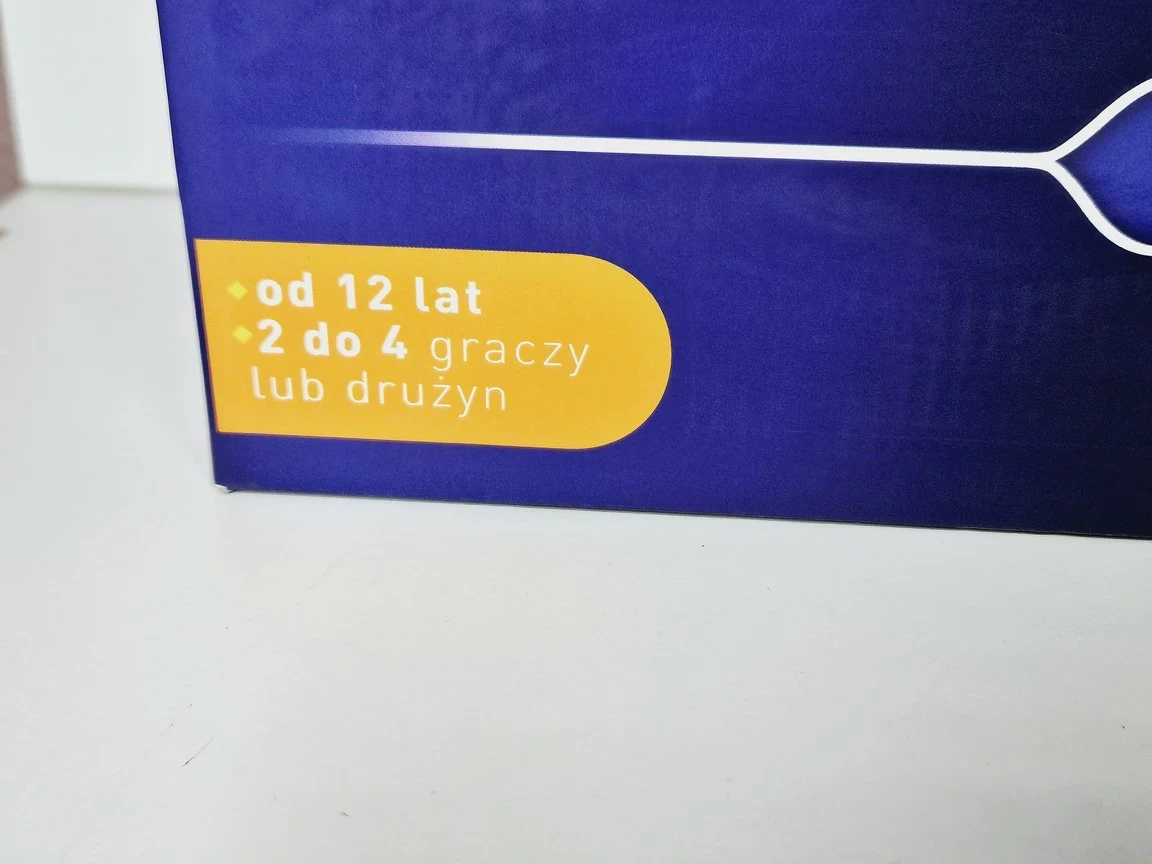 od 12 lat
2 do 4 graczy
lub drużyn